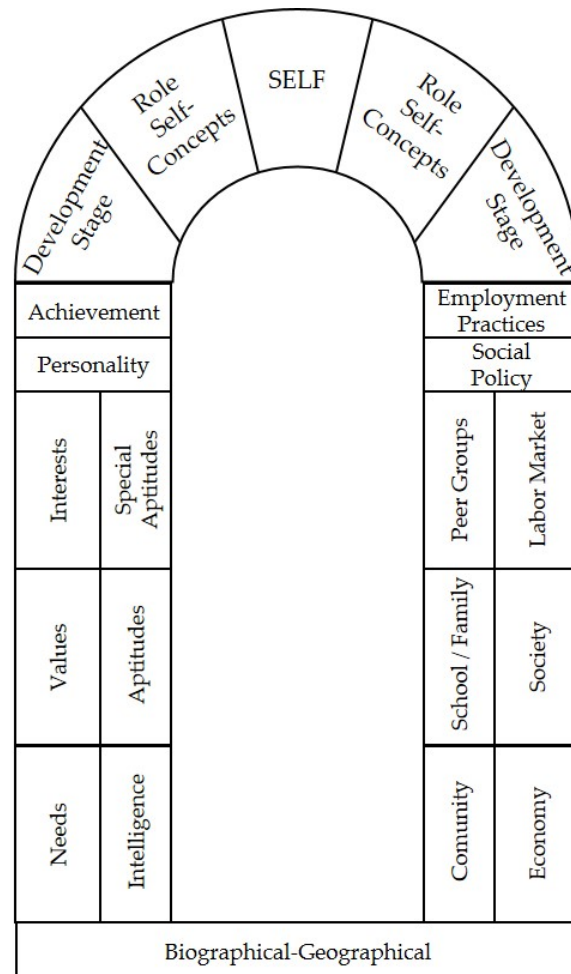 SELF
Role
Self-
Concepts
Role
Self-
Concepts
Development
Stage
Development
Stage
Achievement
Employment
Practices
Personality
Social
Policy
Interests
Special
Aptitudes
Peer Groups
Labor Market
Values
Aptitudes
School / Family
Society
Needs
Intelligence
Comunity
Economy
Biographical-Geographical